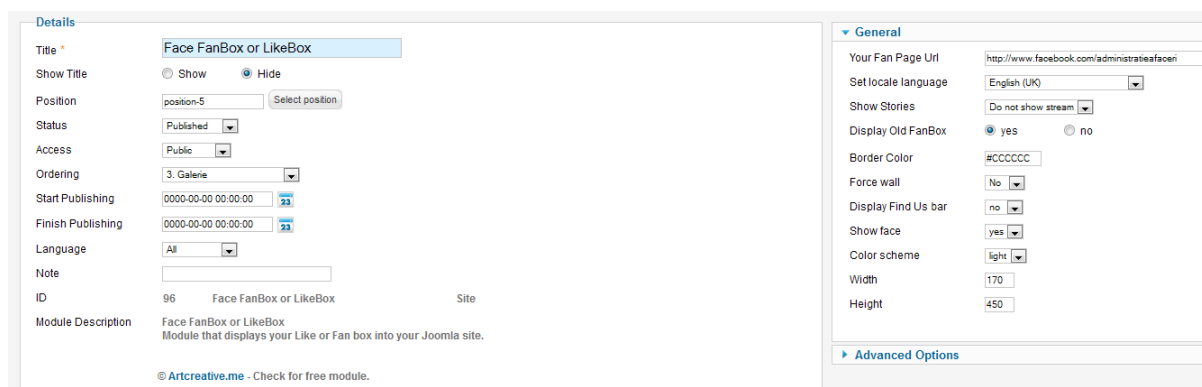 Details
Title * Face FanBox or LikeBox
Show Title Show Hide
Position position-5 Select position
Status Published
Access Public
Ordering 3. Galerie
Start Publishing 0000-00-00 00:00:00 23
Finish Publishing 0000-00-00 00:00:00 23
Language All
Note
ID 96 Face FanBox or LikeBox Site
Module Description Face FanBox or LikeBox
Module that displays your Like or Fan box into your Joomla site.
© Artcreative.me - Check for free module.
General
Your Fan Page Url http://www.facebook.com/administratieafaceri
Set locale language English (UK)
Show Stories Do not show stream
Display Old FanBox yes no
Border Color #CCCCCC
Force wall No
Display Find Us bar no
Show face yes
Color scheme light
Width 170
Height 450
Advanced Options